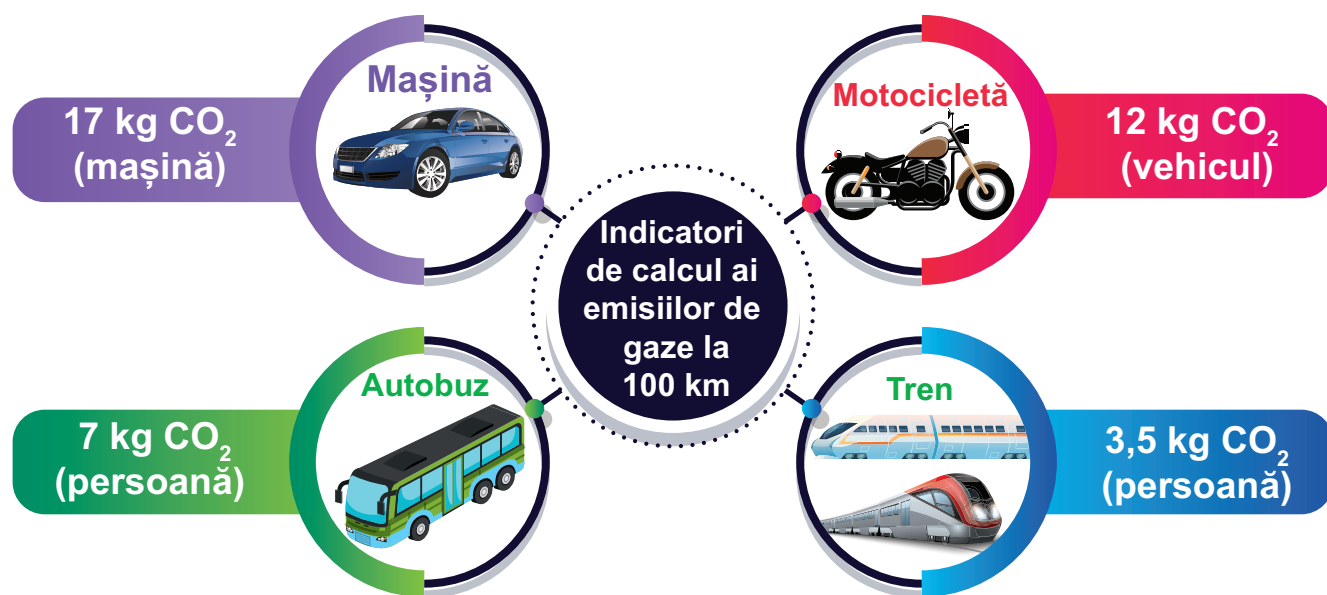 Mașină
17 kg CO₂
(mașină)
Motocicletă
12 kg CO₂
(vehicul)
Indicatori
de calcul ai
emisiilor de
gaze la
100 km
Autobuz
7 kg CO₂
(persoană)
Tren
3,5 kg CO₂
(persoană)